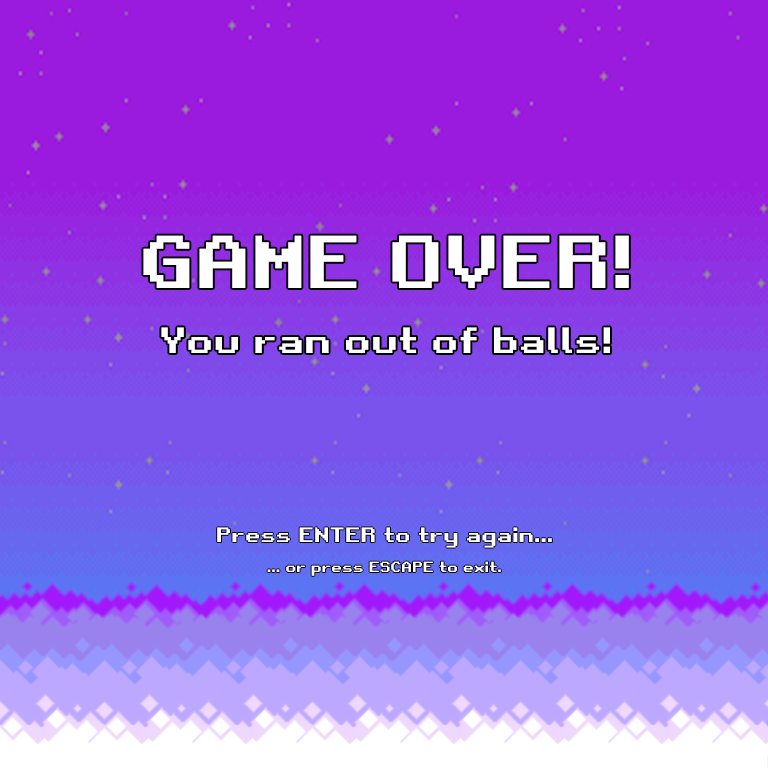 GAME OVER!
You ran out of balls!
Press ENTER to try again...
... or press ESCAPE to exit.